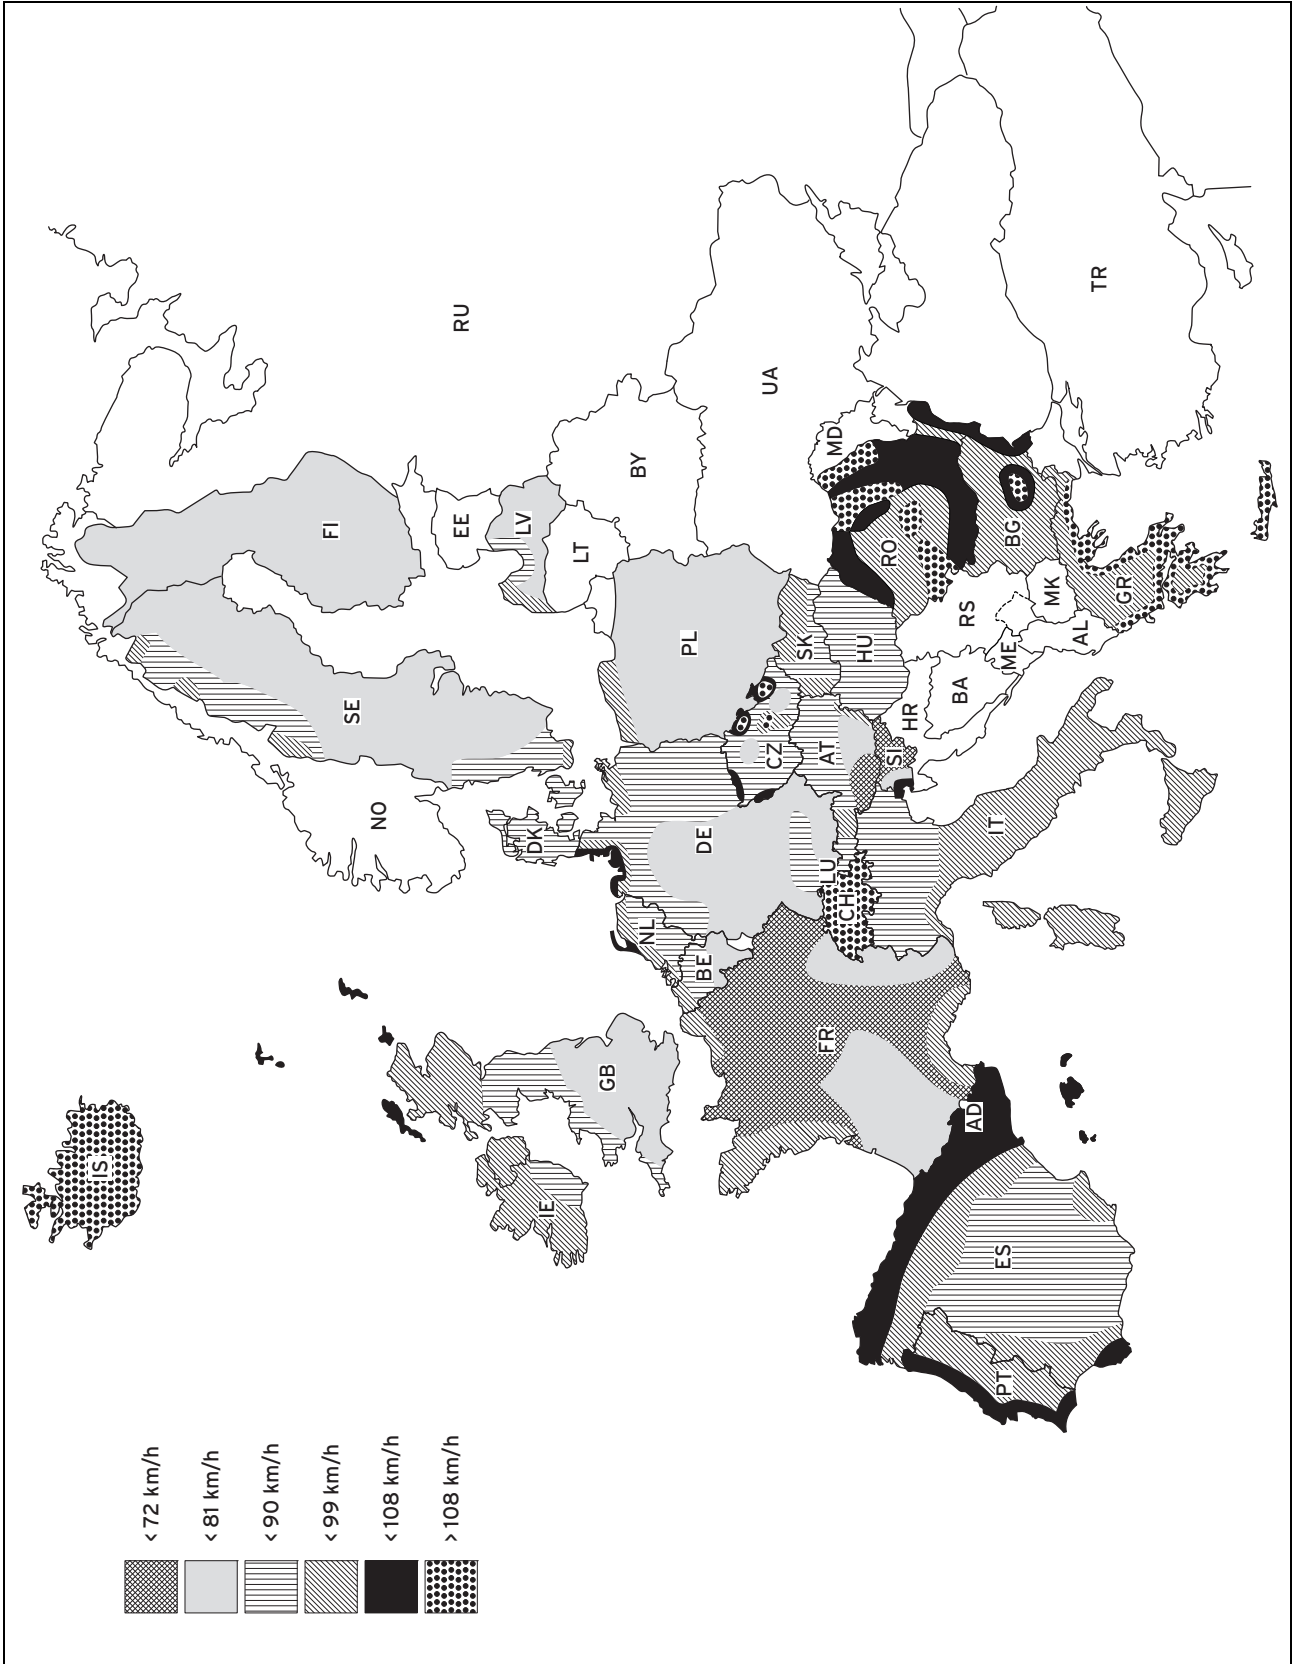 <72 km/h
<81 km/h
<90 km/h
<99 km/h
<108 km/h
>108 km/h
IS
NO
SE
FI
RU
EE
LV
LT
BY
DK
IE
GB
NL
BE
DE
PL
CZ
SK
UA
MD
FR
LU
CH
AT
HU
SI
HR
RO
BA
RS
ME
AL
MK
BG
GR
TR
IT
AD
ES
PT